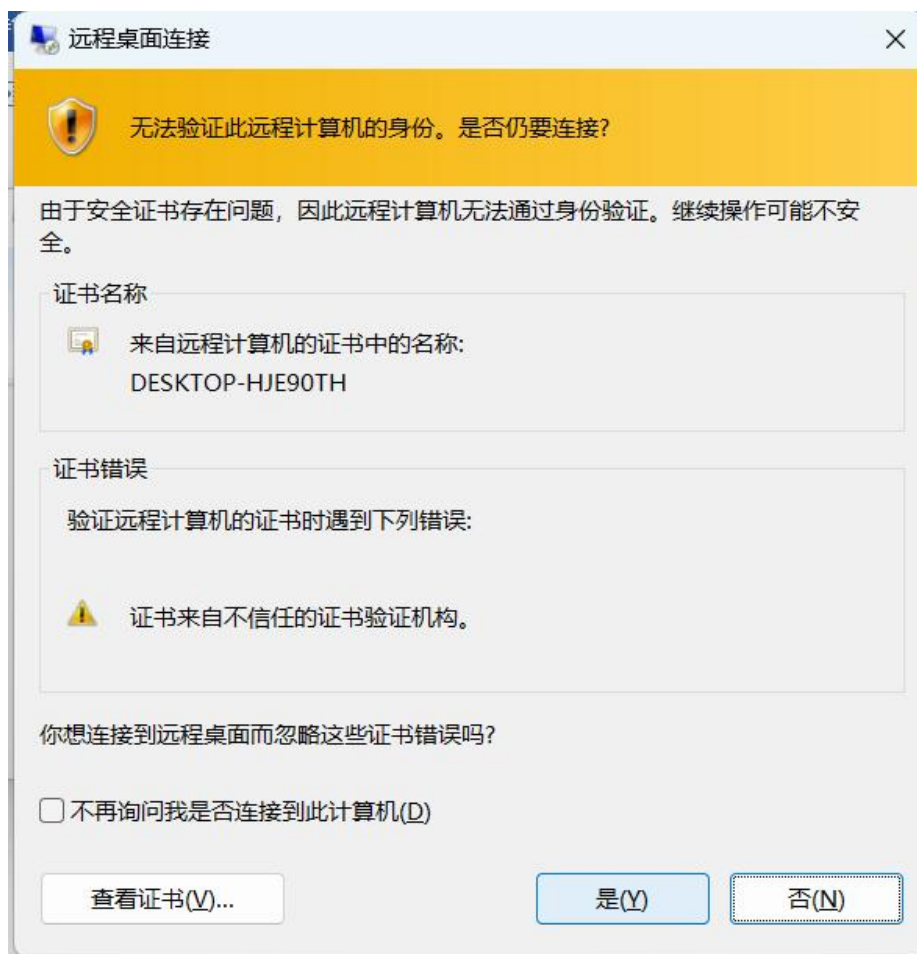 远程桌面连接
无法验证此远程计算机的身份。是否仍要连接?
由于安全证书存在问题，因此远程计算机无法通过身份验证。继续操作可能不安
全。
证书名称
来自远程计算机的证书中的名称:
DESKTOP-HJE90TH
证书错误
验证远程计算机的证书时遇到下列错误:
证书来自不信任的证书验证机构。
你想连接到远程桌面而忽略这些证书错误吗?
不再询问我是否连接到此计算机(D)
查看证书(V)...
是(Y)
否(N)